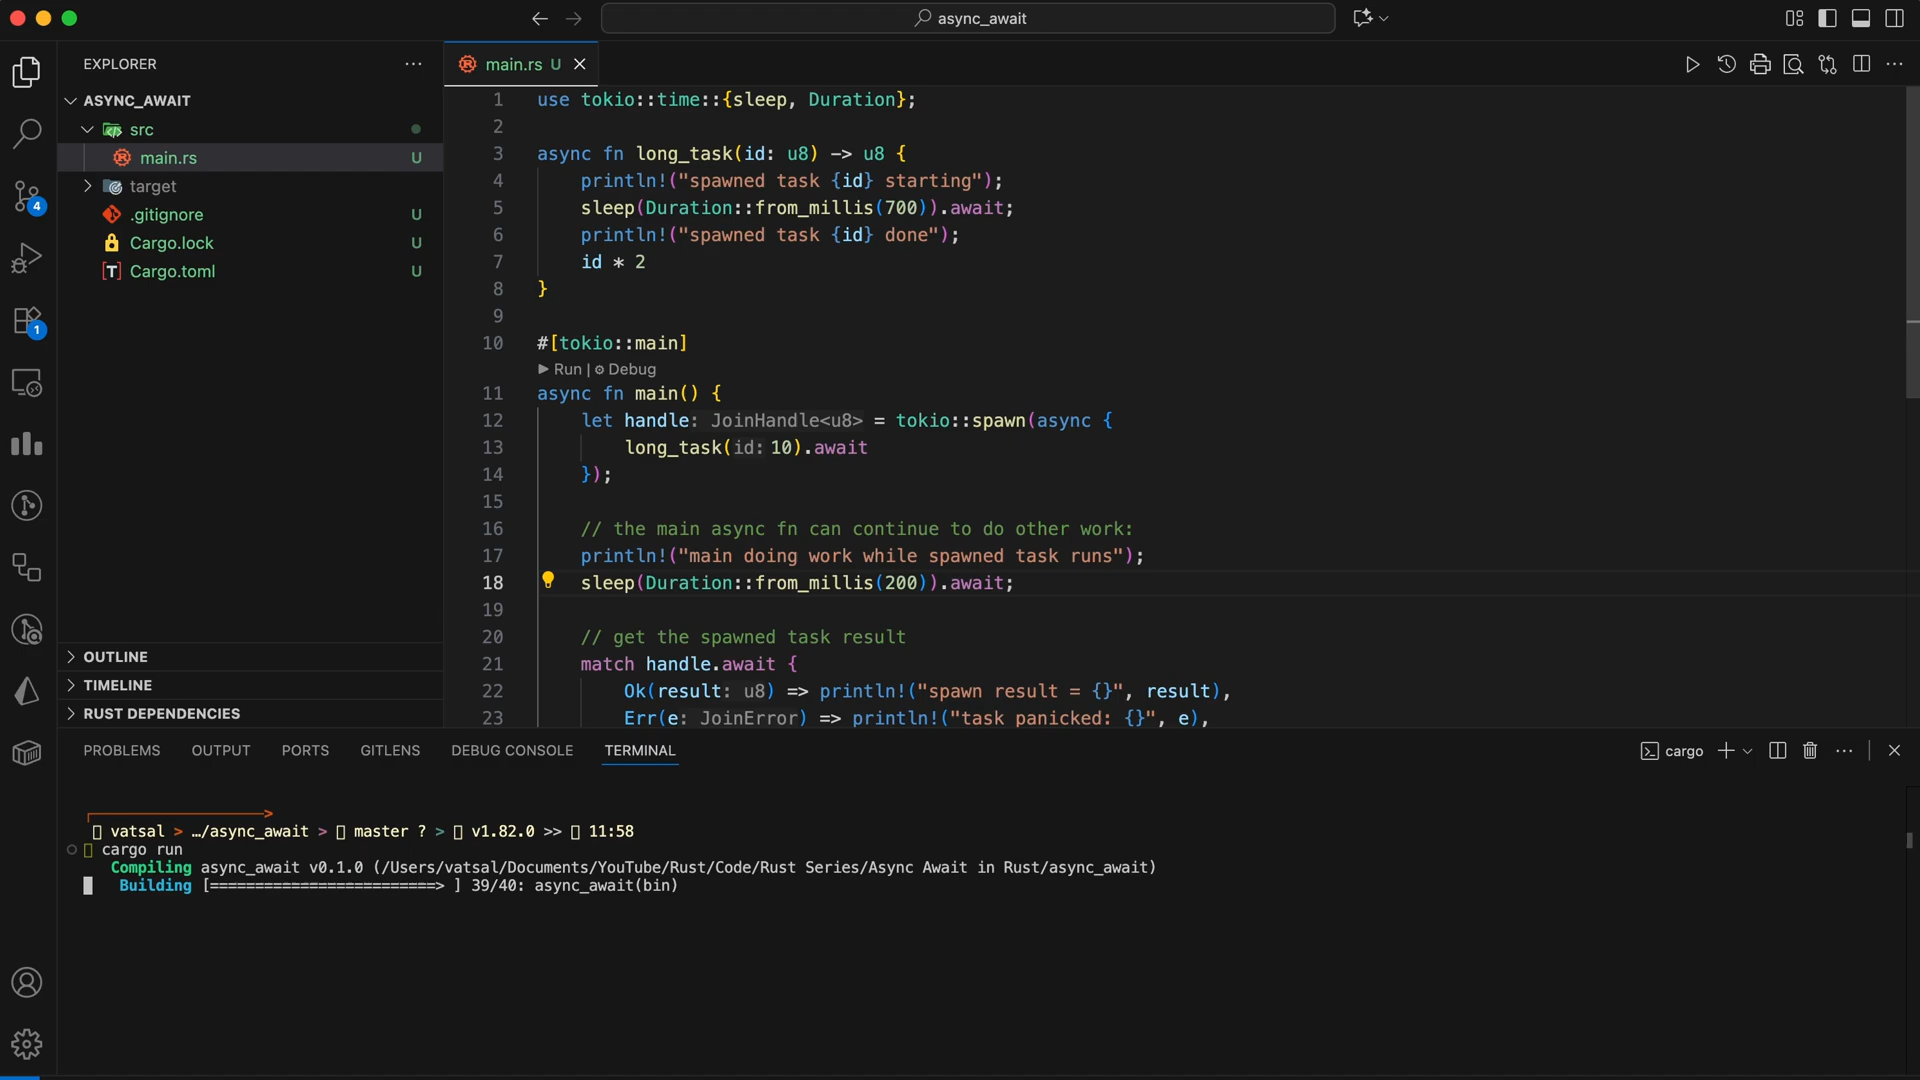 async_await
EXPLORER
ASYNC_AWAIT
src
main.rs U
target
.gitignore U
Cargo.lock U
Cargo.toml U
OUTLINE
TIMELINE
RUST DEPENDENCIES
4
1
main.rs U
1 use tokio::time::{sleep, Duration};
2
3 async fn long_task(id: u8) -> u8 {
4 println!("spawned task {id} starting");
5 sleep(Duration::from_millis(700)).await;
6 println!("spawned task {id} done");
7 id * 2
8 }
9
10 #[tokio::main]
Run | Debug
11 async fn main() {
12 let handle: JoinHandle<u8> = tokio::spawn(async {
13 long_task(id: 10).await
14 });
15
16 // the main async fn can continue to do other work:
17 println!("main doing work while spawned task runs");
18 sleep(Duration::from_millis(200)).await;
19
20 // get the spawned task result
21 match handle.await {
22 Ok(result: u8) => println!("spawn result = {}", result),
23 Err(e: JoinError) => println!("task panicked: {}", e),
PROBLEMS OUTPUT PORTS GITLENS DEBUG CONSOLE TERMINAL
cargo
vatsal > …/async_await > master ? > v1.82.0 >> 11:58
cargo run
Compiling async_await v0.1.0 (/Users/vatsal/Documents/YouTube/Rust/Code/Rust Series/Async Await in Rust/async_await)
Building [=========================> ] 39/40: async_await(bin)